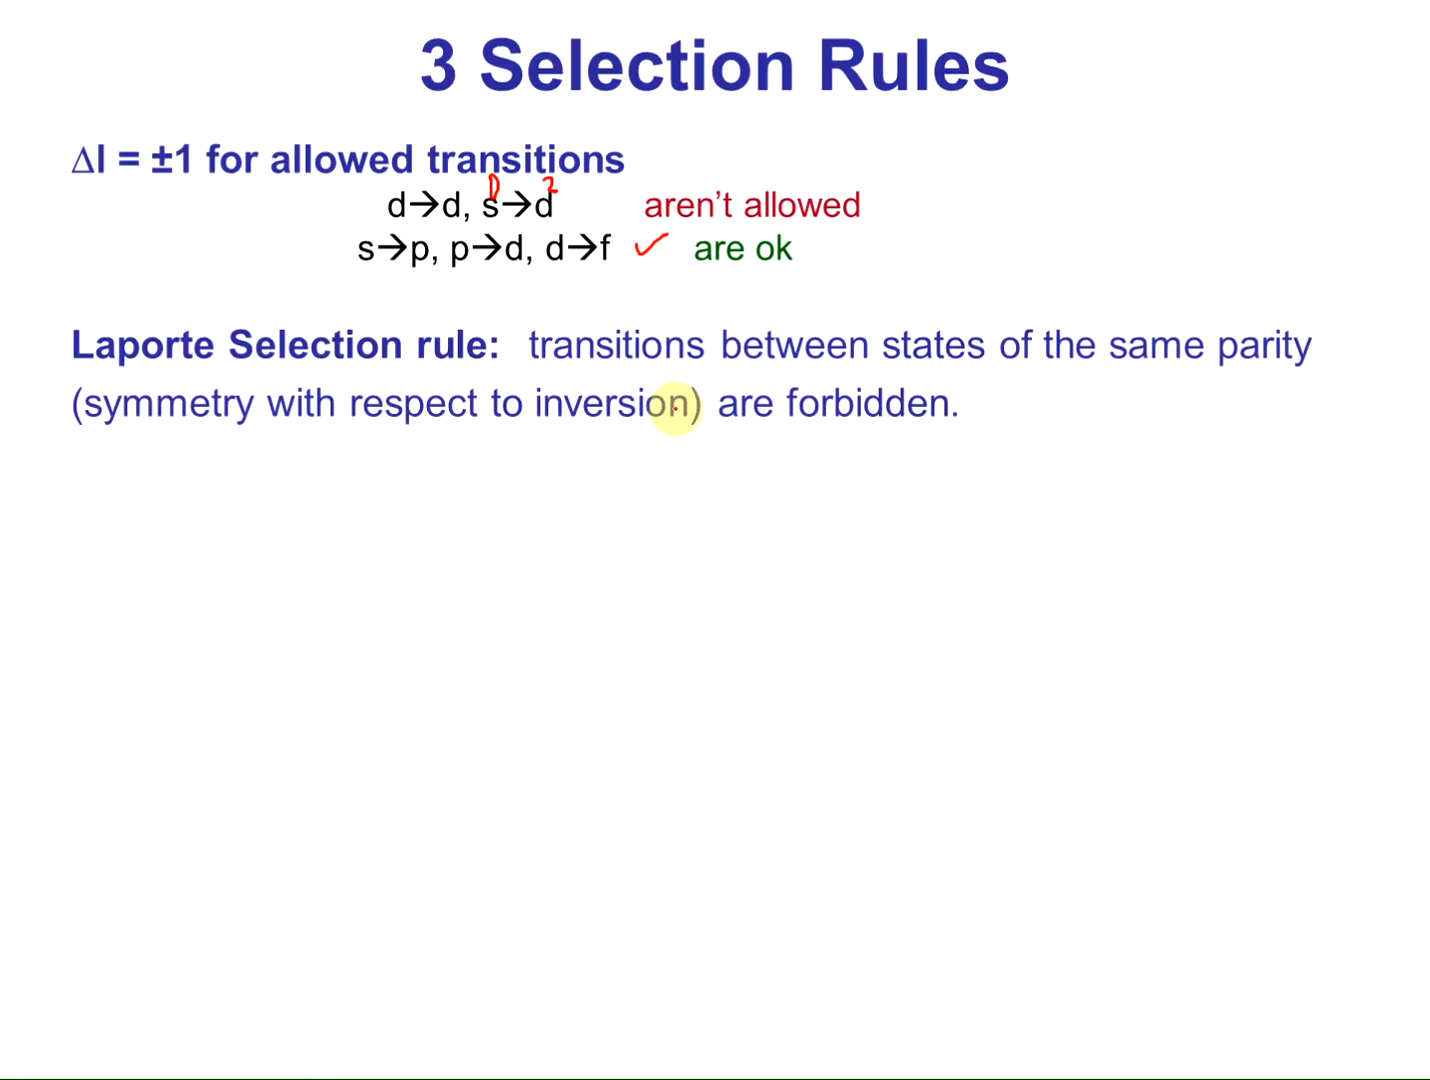 3 Selection Rules
Δl = ±1 for allowed transitions
0 2
d→d, s→d aren't allowed
s→p, p→d, d→f ✓ are ok
Laporte Selection rule: transitions between states of the same parity
(symmetry with respect to inversion) are forbidden.